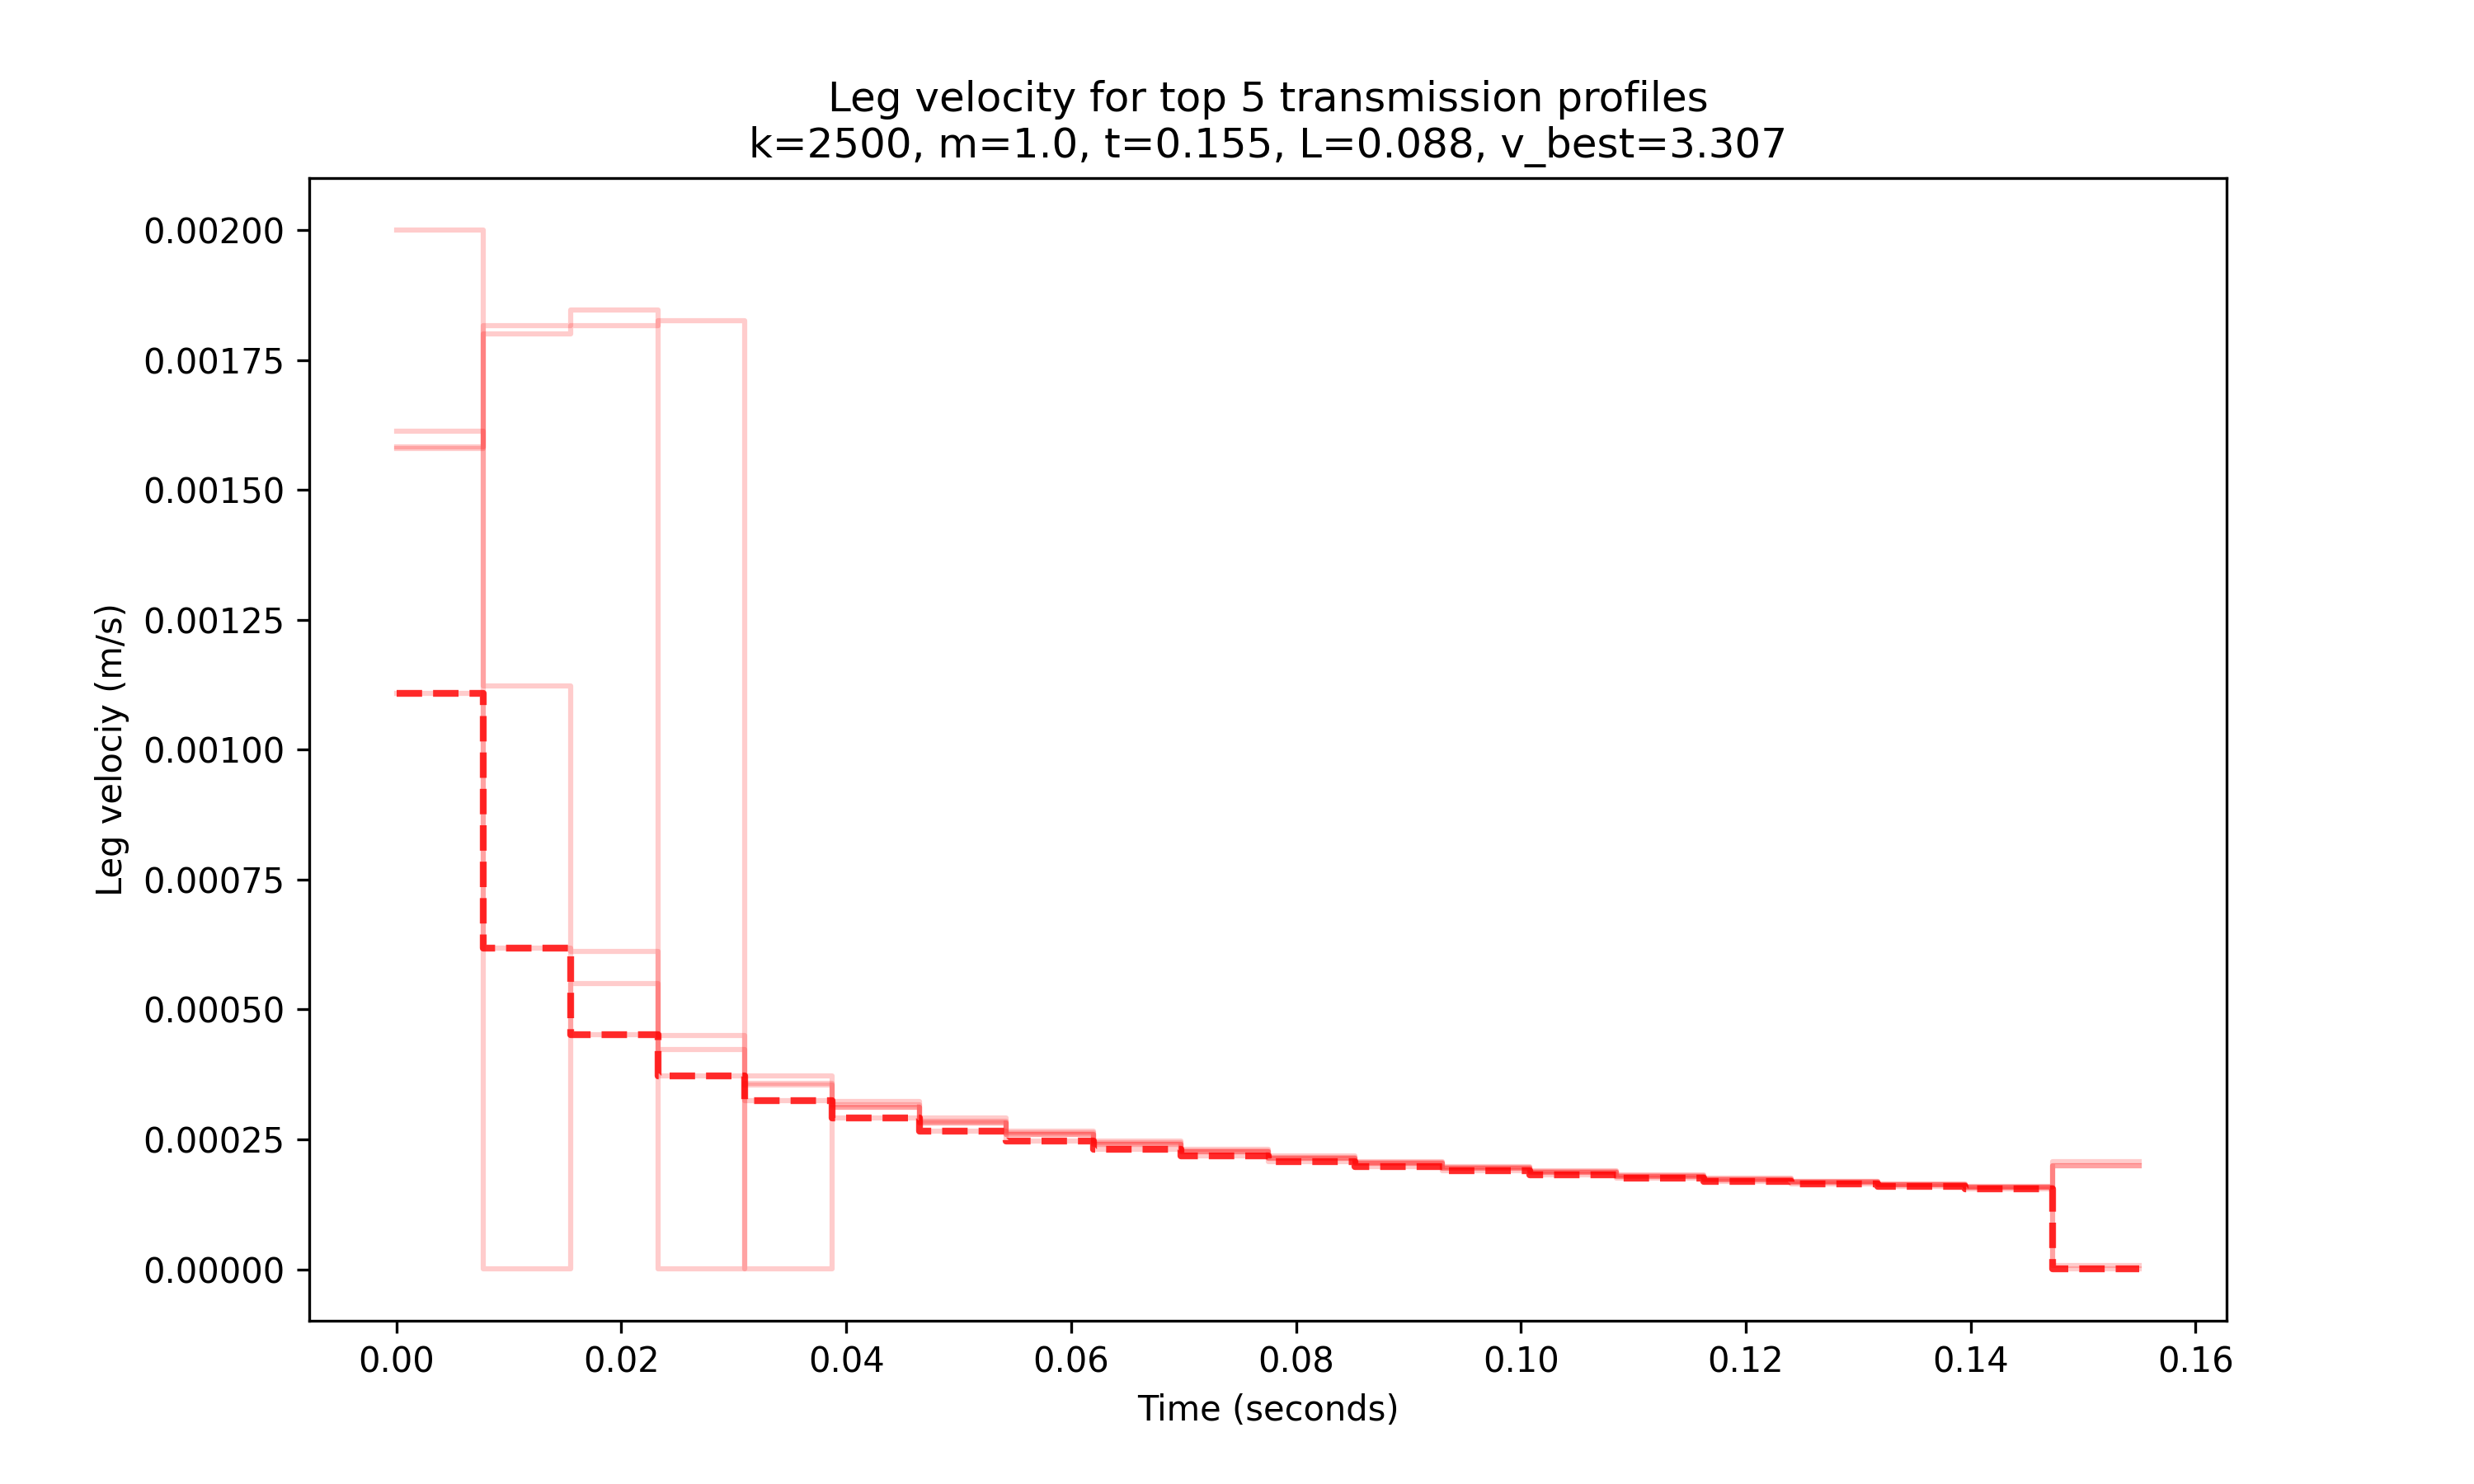 Leg velocity for top 5 transmission profiles
k=2500, m=1.0, t=0.155, L=0.088, v_best=3.307
Leg velociy (m/s)
0.00200
0.00175
0.00150
0.00125
0.00100
0.00075
0.00050
0.00025
0.00000
0.00 0.02 0.04 0.06 0.08 0.10 0.12 0.14 0.16
Time (seconds)